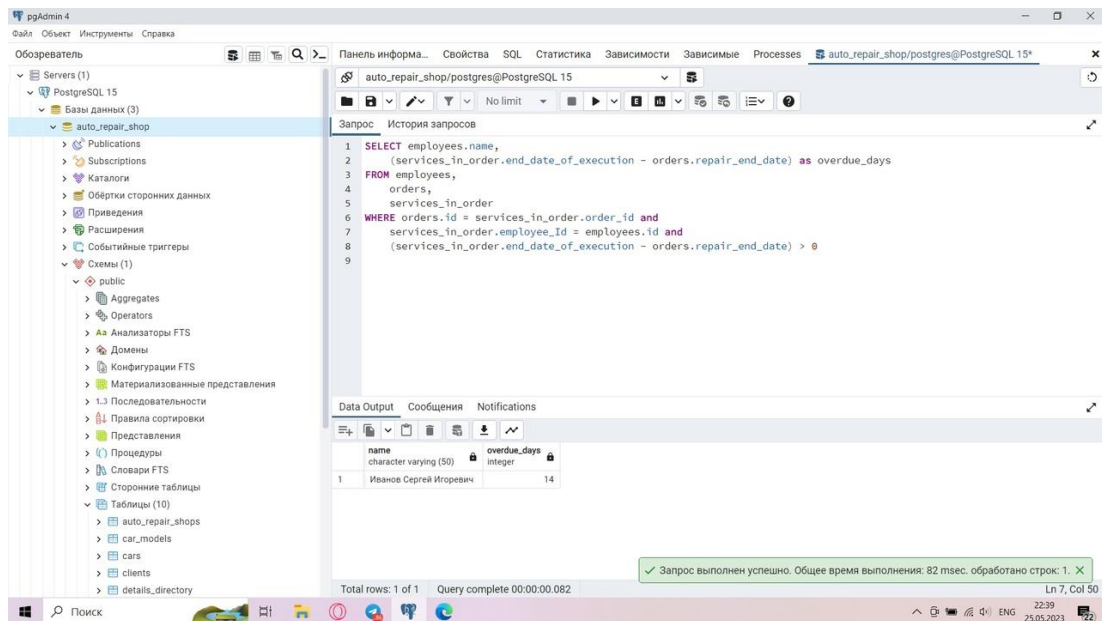 pgAdmin 4
Файл Объект Инструменты Справка
Обозреватель
Servers (1)
PostgreSQL 15
Базы данных (3)
auto_repair_shop
Publications
Subscriptions
Каталоги
Обёртки сторонних данных
Приведения
Расширения
Событийные триггеры
Схемы (1)
public
Aggregates
Operators
Aa Анализаторы FTS
Домены
Конфигурации FTS
Материализованные представления
1..3 Последовательности
Правила сортировки
Представления
Процедуры
Словари FTS
Сторонние таблицы
Таблицы (10)
auto_repair_shops
car_models
cars
clients
details_directory
Панель информа... Свойства SQL Статистика Зависимости Зависимые Processes auto_repair_shop/postgres@PostgreSQL 15*
auto_repair_shop/postgres@PostgreSQL 15
No limit
Запрос История запросов
1 SELECT employees.name,
2 (services_in_order.end_date_of_execution - orders.repair_end_date) as overdue_days
3 FROM employees,
4 orders,
5 services_in_order
6 WHERE orders.id = services_in_order.order_id and
7 services_in_order.employee_Id = employees.id and
8 (services_in_order.end_date_of_execution - orders.repair_end_date) > 0
9
Data Output Сообщения Notifications
name overdue_days
character varying (50) integer
1 Иванов Сергей Игоревич 14
Запрос выполнен успешно. Общее время выполнения: 82 msec. обработано строк: 1.
Total rows: 1 of 1 Query complete 00:00:00.082 Ln 7, Col 50
Поиск ENG 22:39
25.05.2023 22